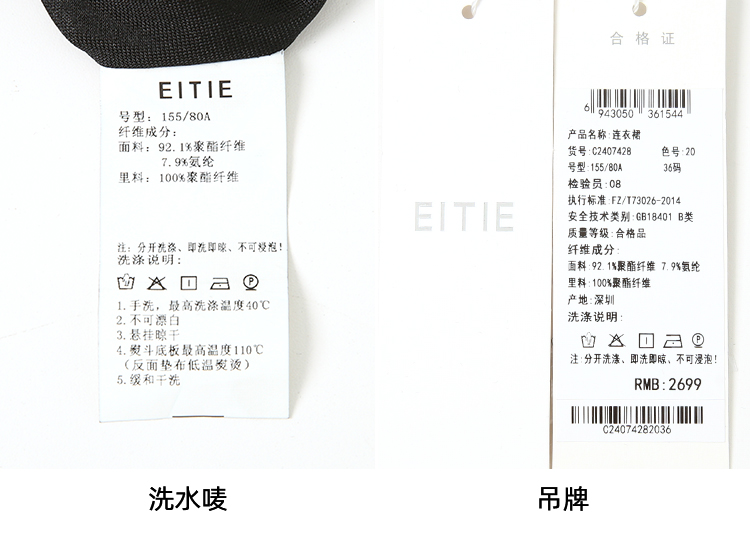 EITIE
号型：155/80A
纤维成分：
面料：92.1%聚酯纤维
7.9%氨纶
里料：100%聚酯纤维
注：分开洗涤、即洗即晾、不可浸泡！
洗涤说明：
1.手洗，最高洗涤温度40℃
2.不可漂白
3.悬挂晾干
4.熨斗底板最高温度110℃
（反面垫布低温熨烫）
5.缓和干洗
洗水唛
EITIE
合格证
6 943050 361544
产品名称:连衣裙
货号:C2407428 色号:20
号型:155/80A 36码
检验员:08
执行标准:FZ/T73026-2014
安全技术类别:GB18401 B类
质量等级:合格品
纤维成分:
面料:92.1%聚酯纤维 7.9%氨纶
里料:100%聚酯纤维
产地:深圳
洗涤说明:
注:分开洗涤、即洗即晾、不可浸泡!
RMB:2699
C24074282036
吊牌